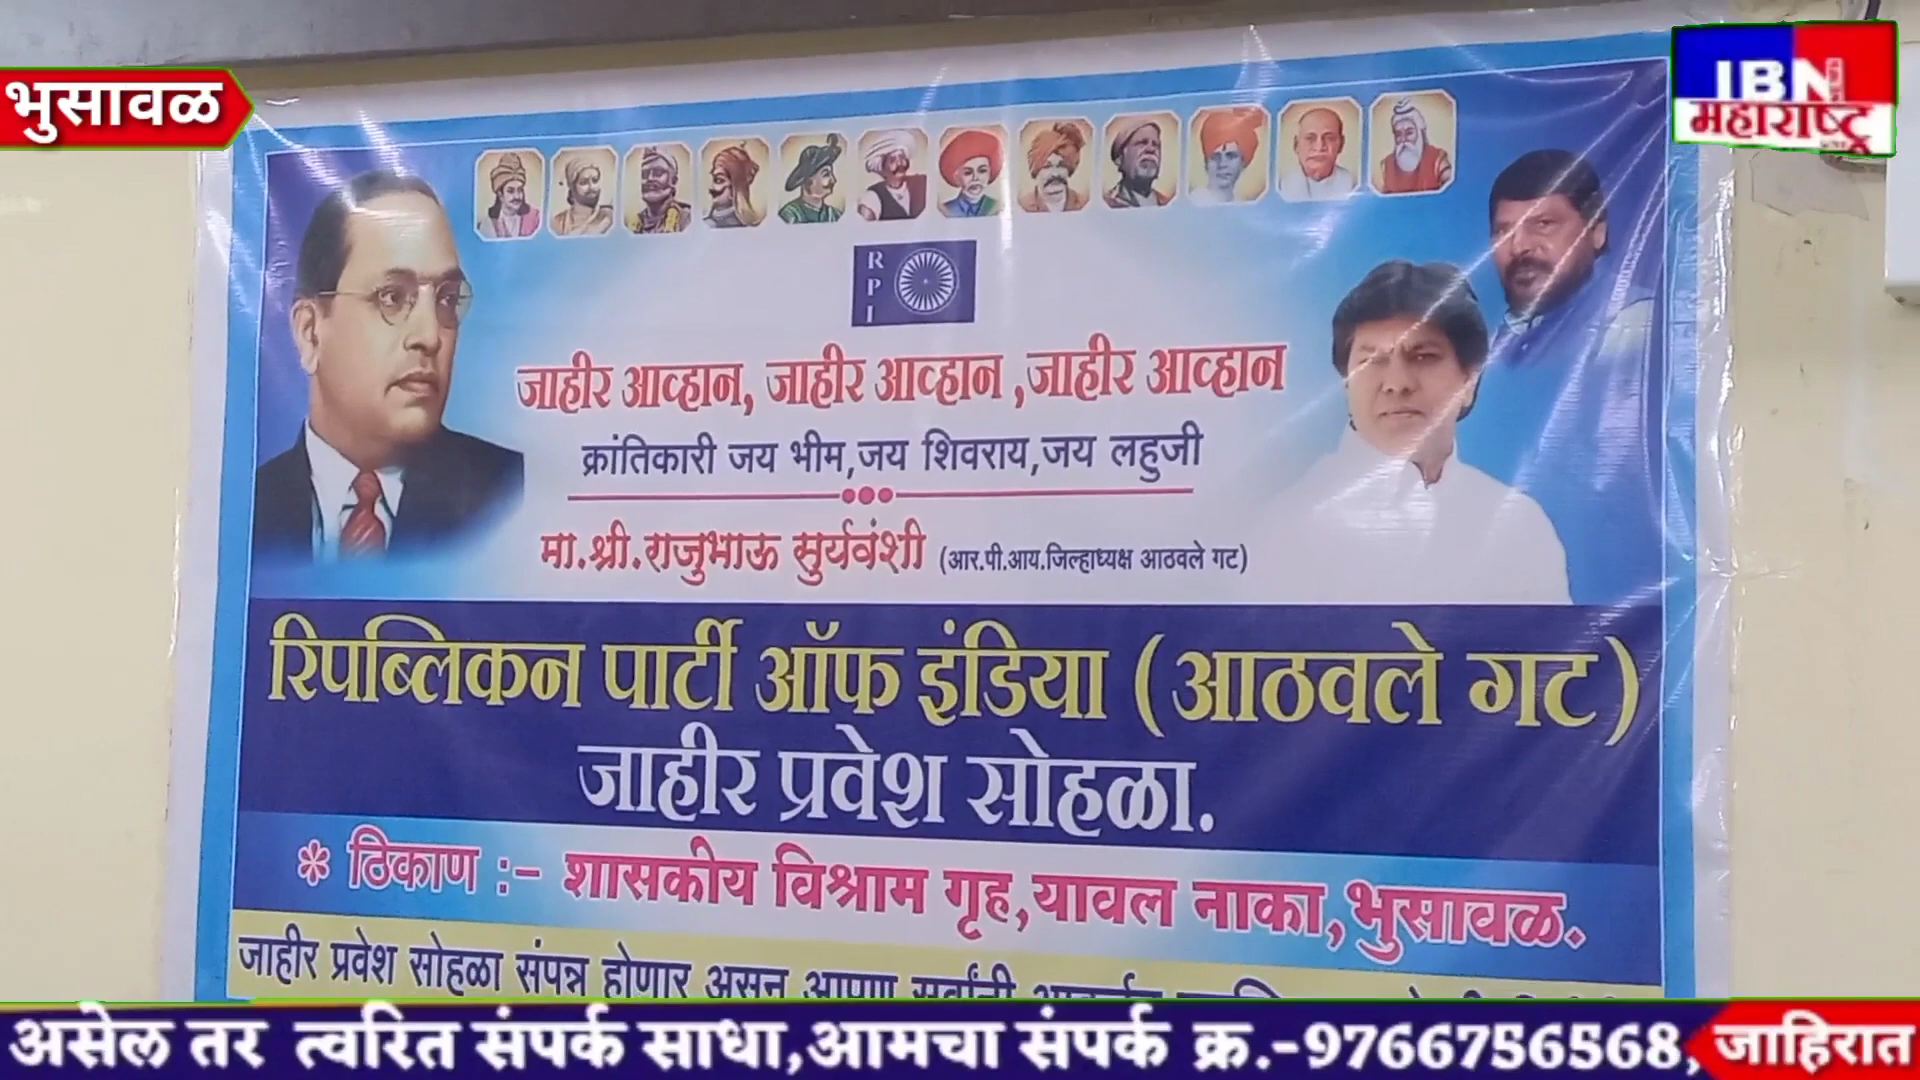 भुसावळ
IBN
महाराष्ट्र
R
P
I
जाहीर आव्हान, जाहीर आव्हान ,जाहीर आव्हान
क्रांतिकारी जय भीम,जय शिवराय,जय लहुजी
मा.श्री.राजुभाऊ सुर्यवंशी (आर.पी.आय.जिल्हाध्यक्ष आठवले गट)
रिपब्लिकन पार्टी ऑफ इंडिया (आठवले गट)
जाहीर प्रवेश सोहळा.
* ठिकाण :- शासकीय विश्राम गृह,यावल नाका,भुसावळ.
जाहीर प्रवेश सोहळा संपन्न होणार असुन आपण सर्वांनी
असेल तर त्वरित संपर्क साधा,आमचा संपर्क क्र.-9766756568,
जाहिरात